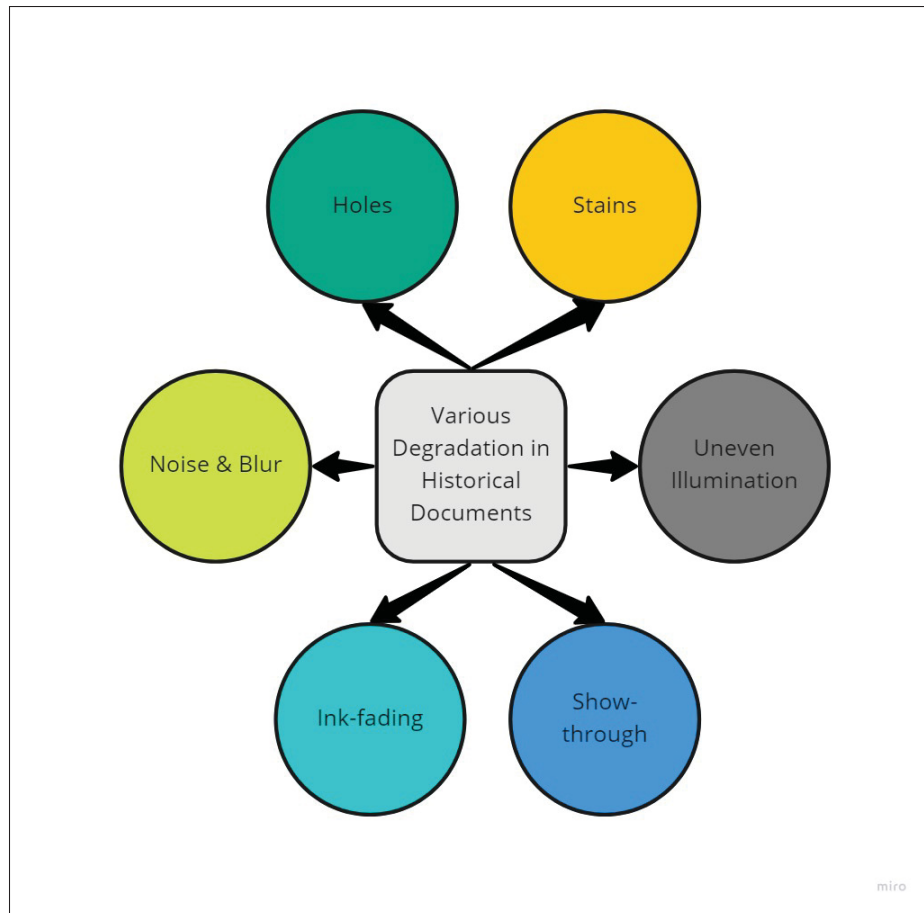 Holes
Stains
Various
Degradation in
Historical
Documents
Noise & Blur
Uneven
Illumination
Ink-fading
Show-
through
miro